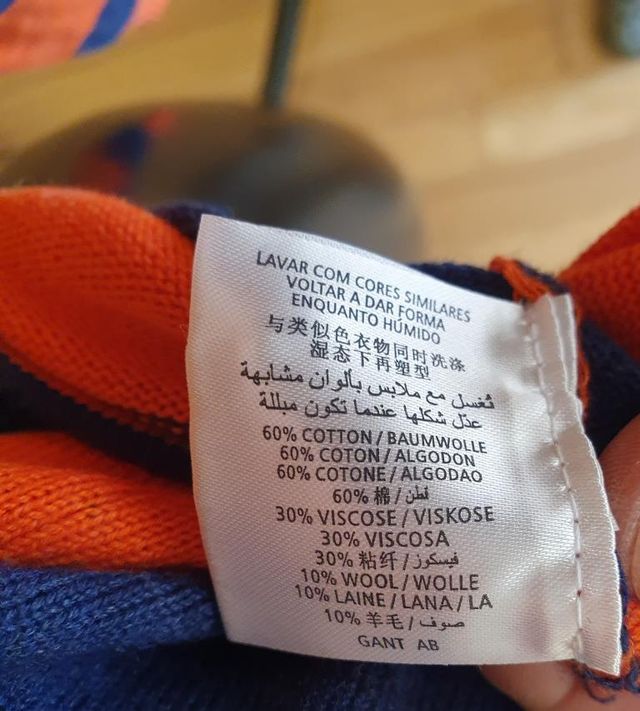 LAVAR COM CORES SIMILARES
VOLTAR A DAR FORMA
ENQUANTO HÚMIDO
与类似色衣物同时洗涤
湿态下再塑型
تغسل مع ملابس بألوان مشابهة
عدّل شكلها عندما تكون مبللة
60% COTTON / BAUMWOLLE
60% COTON / ALGODON
60% COTONE / ALGODAO
60% 棉 / قطن
30% VISCOSE / VISKOSE
30% VISCOSA
30% 粘纤 / فيسكوز
10% WOOL / WOLLE
10% LAINE / LANA / LA
10% 羊毛 / صوف
GANT AB